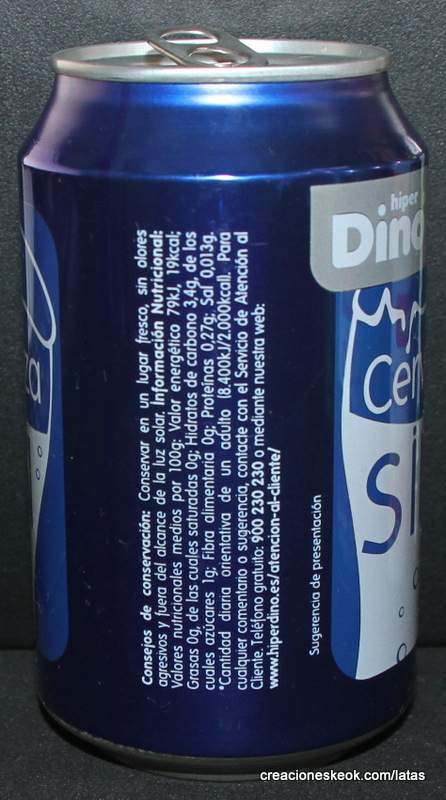 Consejos de conservación: Conservar en un lugar fresco, sin olores
agresivos y fuera del alcance de la luz solar. Información Nutricional:
Valores nutricionales medios por 100g: Valor energético 79kJ, 19kcal;
Grasas 0g, de las cuales saturadas 0g; Hidratos de carbono 3,4g, de los
cuales azúcares 1g; Fibra alimentaria 0g; Proteínas 0,27g; Sal 0,013g.
*Cantidad diaria orientativa de un adulto (8.400kJ/2.000kcal). Para
cualquier comentario o sugerencia, contacte con el Servicio de Atención al
Cliente. Teléfono gratuito: 900 230 230 o mediante nuestra web:
www.hiperdino.es/atencion-al-cliente/
Sugerencia de presentación
hiper
Dino
Cerv
si
za
creacioneskeok.com/latas